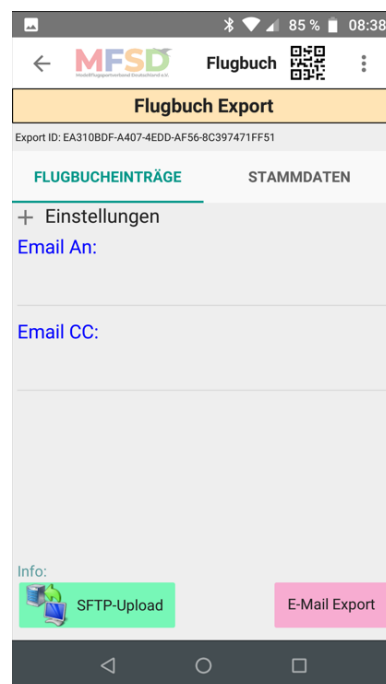 85 % 08:38
MFSD Flugbuch
Modellflugsportverband Deutschland e.V.
Flugbuch Export
Export ID: EA310BDF-A407-4EDD-AF56-8C397471FF51
FLUGBUCHEINTRÄGE STAMMDATEN
+ Einstellungen
Email An:
Email CC:
Info:
SFTP-Upload E-Mail Export